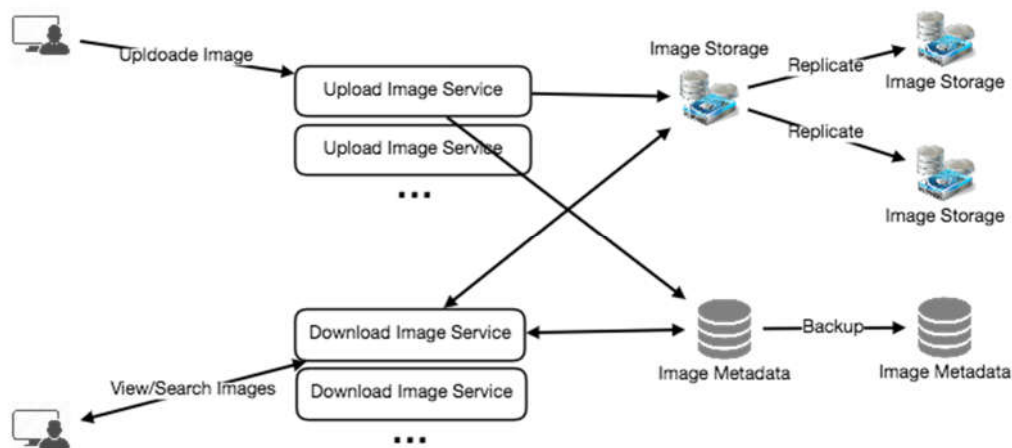 Upldoade Image
Upload Image Service
Upload Image Service
...
Image Storage
Replicate
Image Storage
Replicate
Image Storage
Download Image Service
Download Image Service
...
View/Search Images
Image Metadata
Backup
Image Metadata